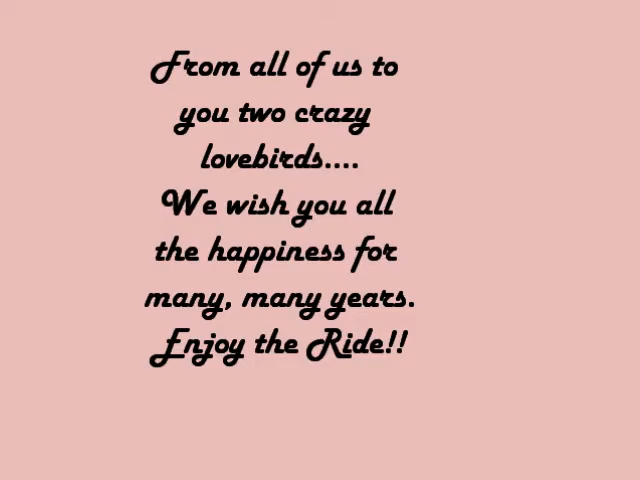 From all of us to
you two crazy
lovebirds....
We wish you all
the happiness for
many, many years.
Enjoy the Ride!!